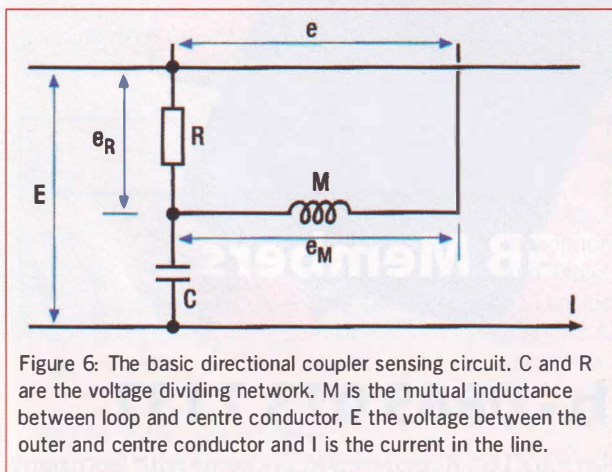 e
e_R
R
E
M
e_M
C
I
Figure 6: The basic directional coupler sensing circuit. C and R
are the voltage dividing network. M is the mutual inductance
between loop and centre conductor, E the voltage between the
outer and centre conductor and I is the current in the line.